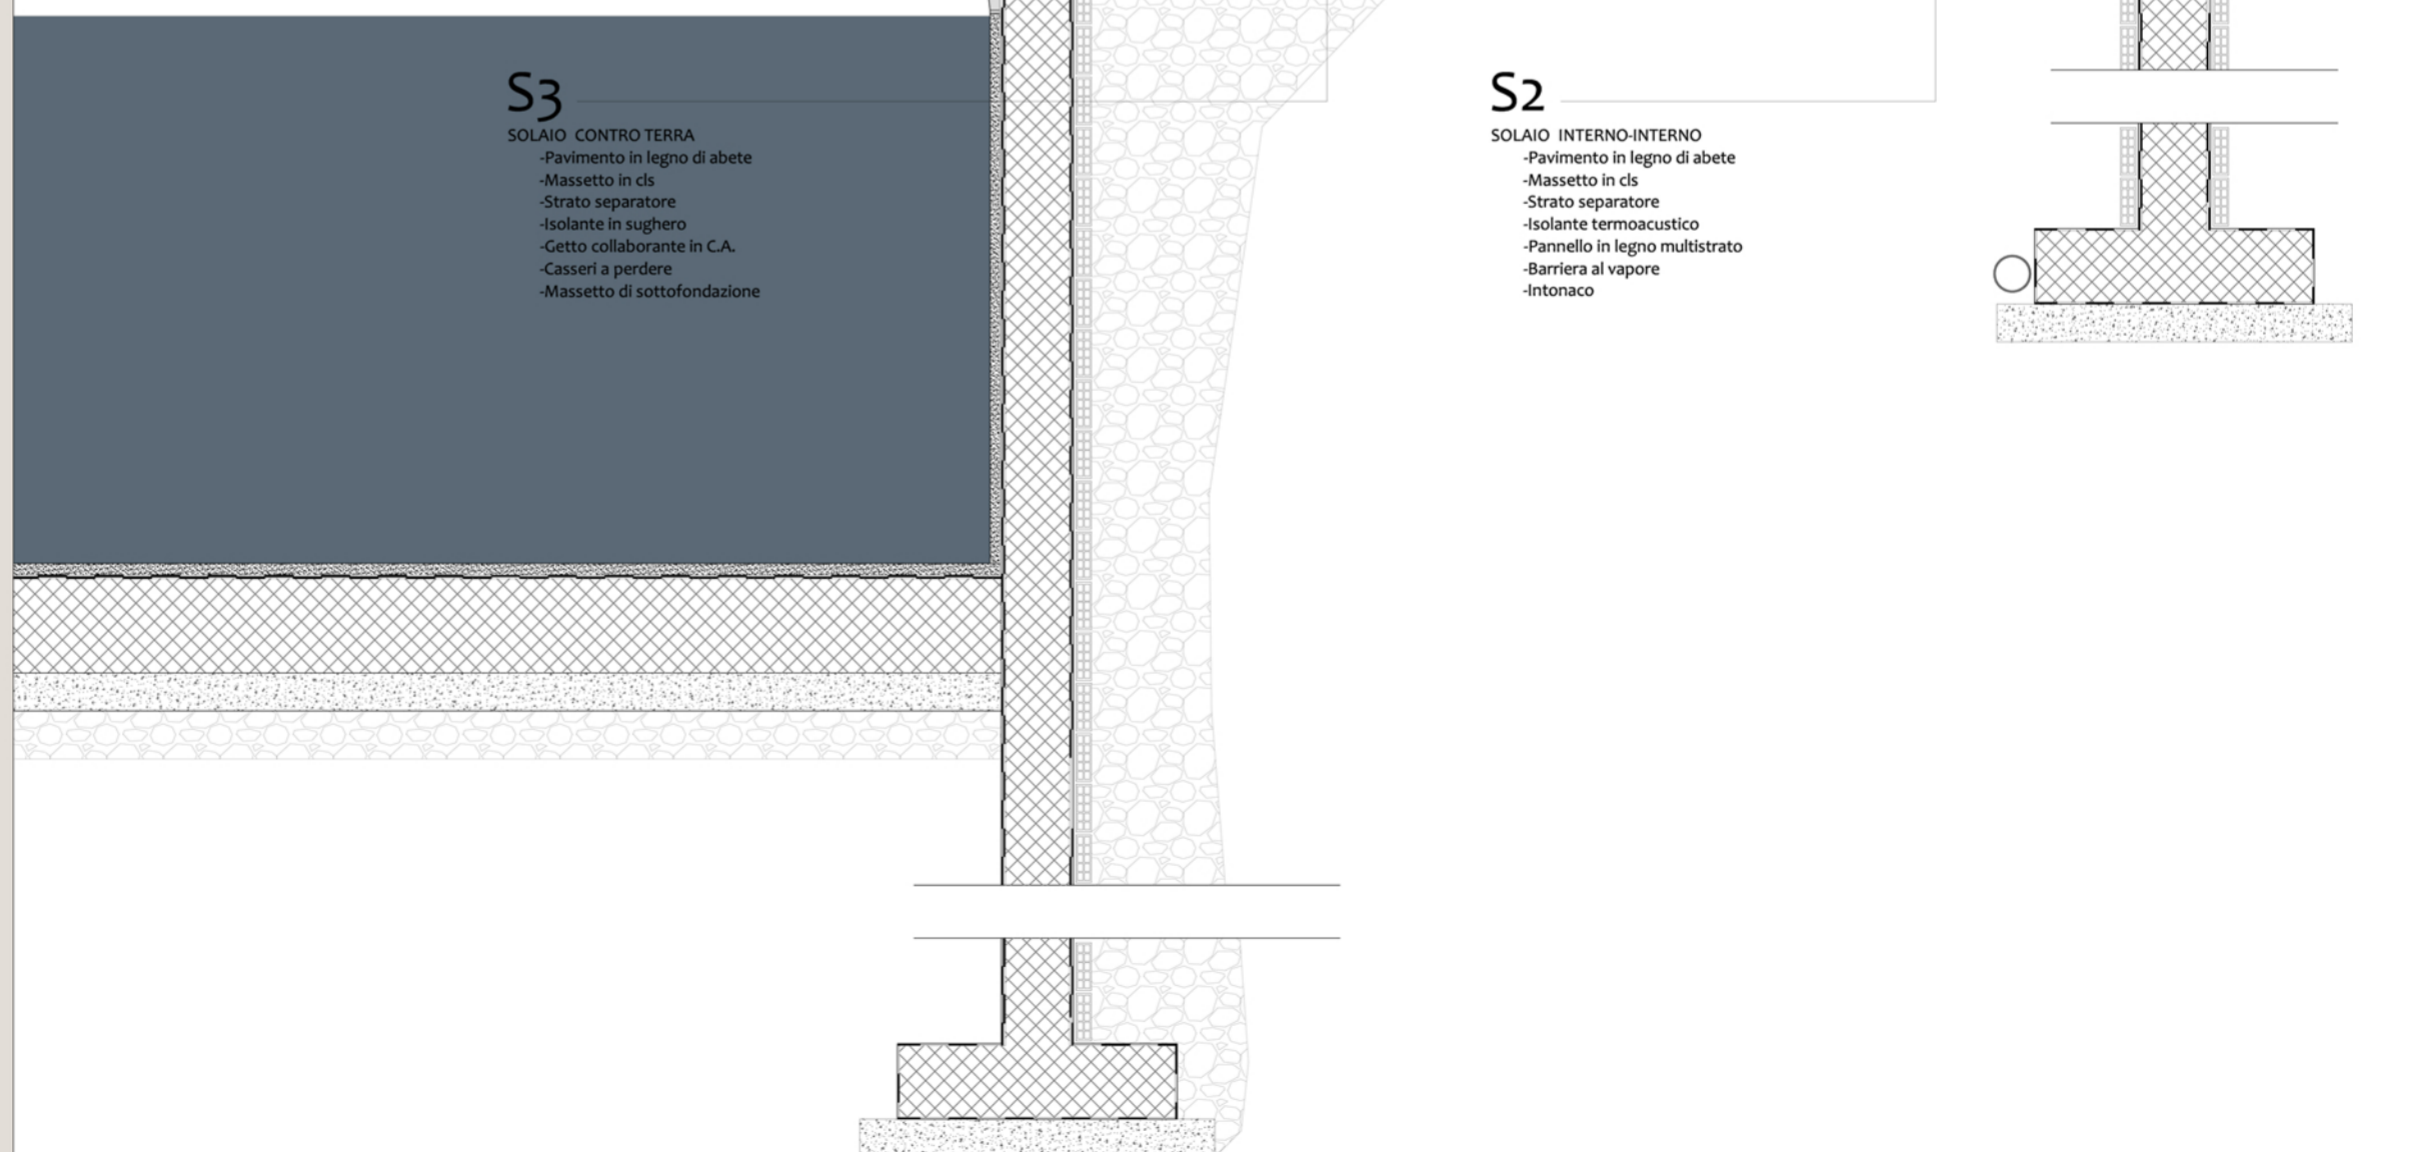 S3
SOLAIO CONTRO TERRA
-Pavimento in legno di abete
-Massetto in cls
-Strato separatore
-Isolante in sughero
-Getto collaborante in C.A.
-Casseri a perdere
-Massetto di sottofondazione
S2
SOLAIO INTERNO-INTERNO
-Pavimento in legno di abete
-Massetto in cls
-Strato separatore
-Isolante termoacustico
-Pannello in legno multistrato
-Barriera al vapore
-Intonaco